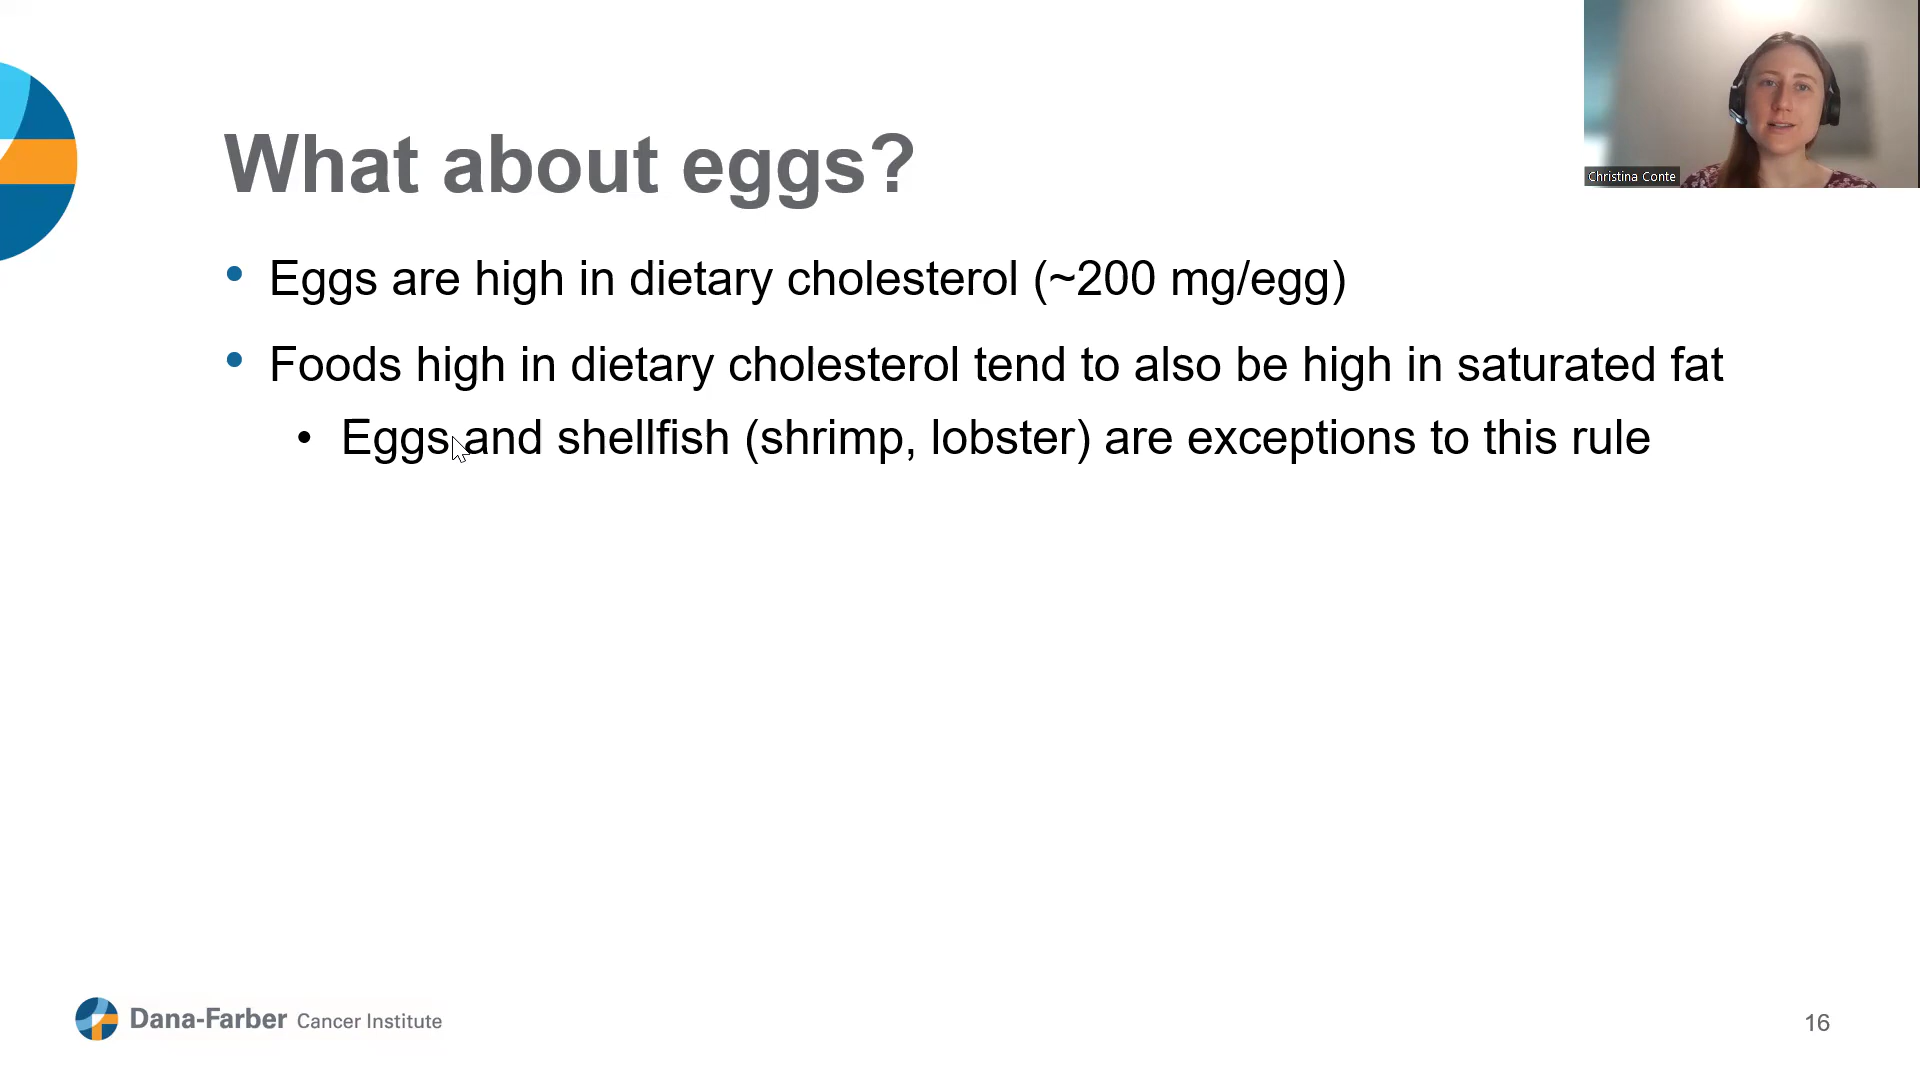 What about eggs?
Christina Conte
• Eggs are high in dietary cholesterol (~200 mg/egg)
• Foods high in dietary cholesterol tend to also be high in saturated fat
• Eggs and shellfish (shrimp, lobster) are exceptions to this rule
Dana-Farber Cancer Institute
16